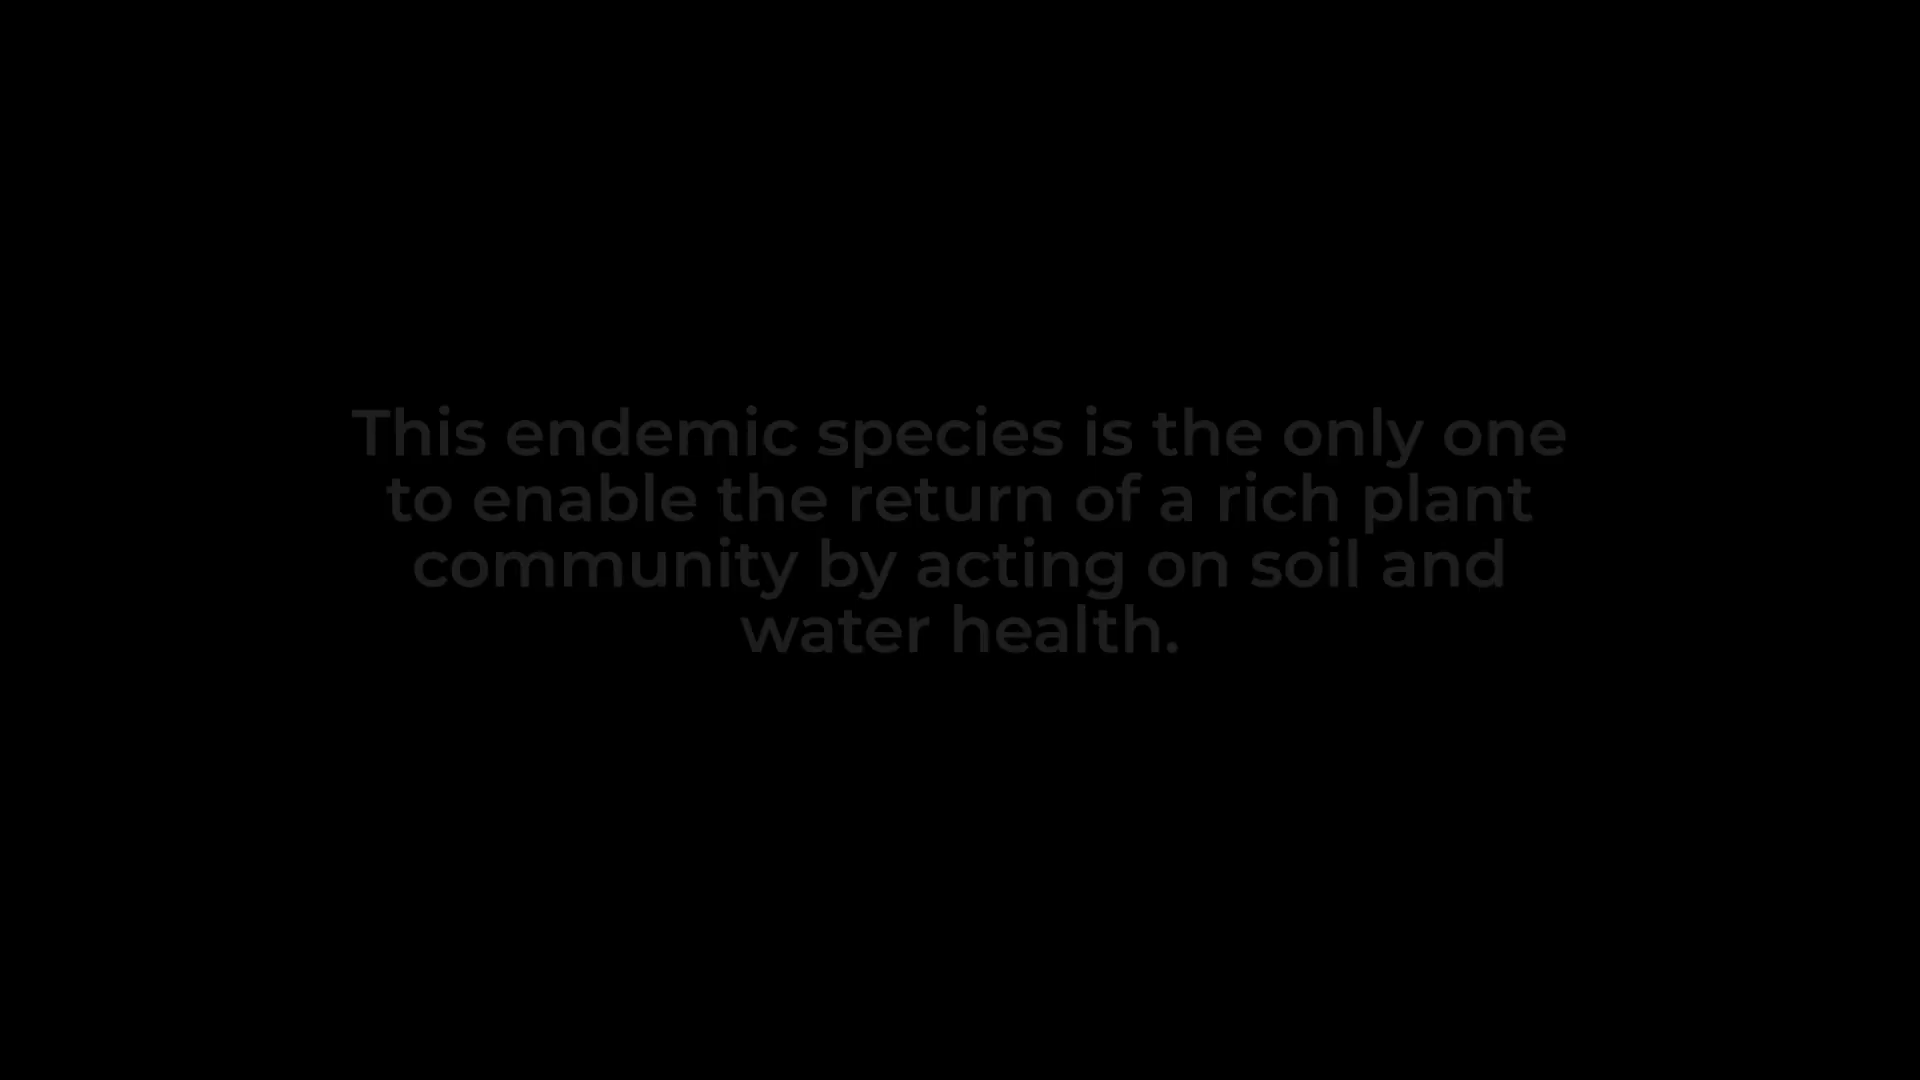 This endemic species is the only one
to enable the return of a rich plant
community by acting on soil and
water health.